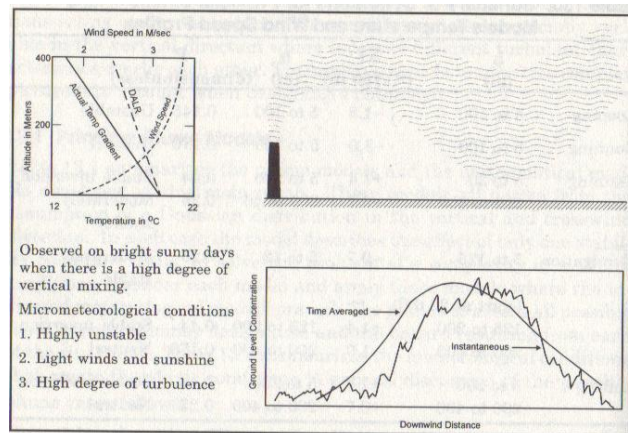 Wind Speed in M/sec
2 3
400
200
0
Altitude in Meters
Actual Temp Gradient
DALR
Wind Speed
12 17 22
Temperature in ºC
Observed on bright sunny days
when there is a high degree of
vertical mixing.
Micrometeorological conditions
1. Highly unstable
2. Light winds and sunshine
3. High degree of turbulence
Ground Level Concentration
Time Averaged
Instantaneous
Downwind Distance